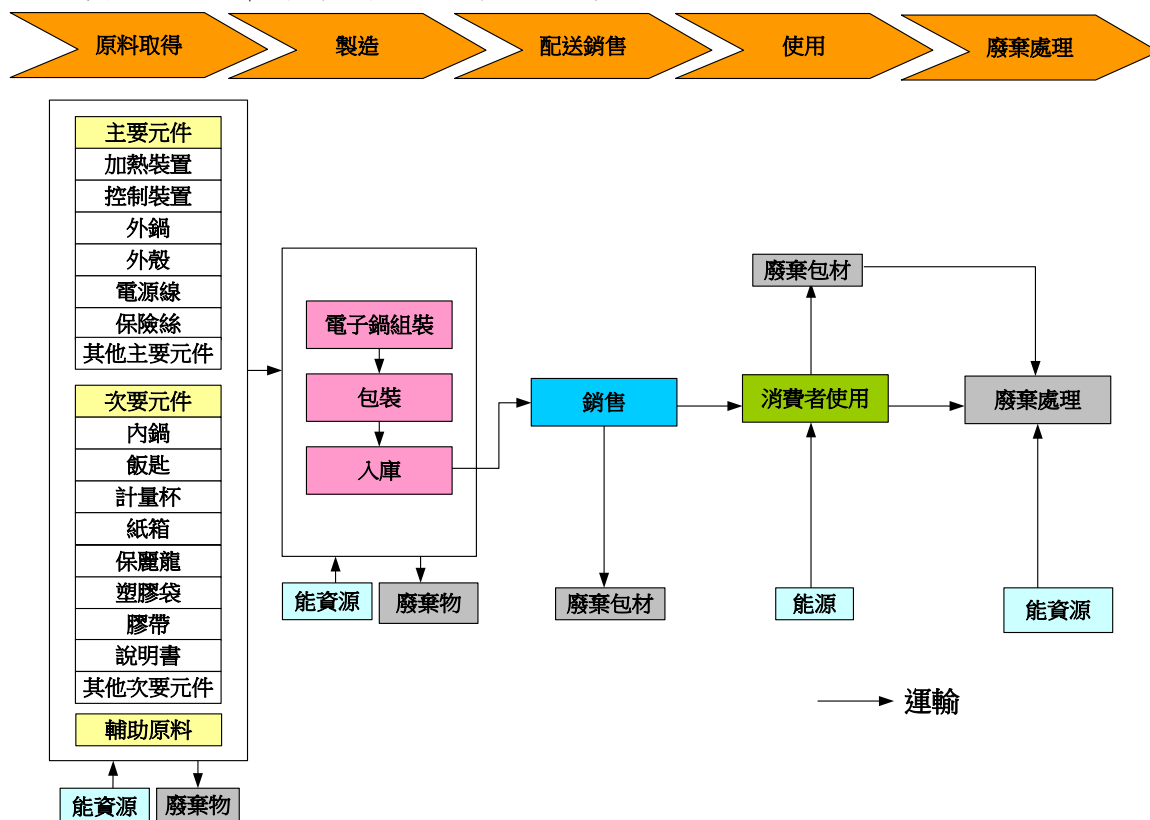 原料取得
製造
配送銷售
使用
廢棄處理
主要元件
加熱裝置
控制裝置
外鍋
外殼
電源線
保險絲
其他主要元件
次要元件
內鍋
飯匙
計量杯
紙箱
保麗龍
塑膠袋
膠帶
說明書
其他次要元件
輔助原料
能資源
廢棄物
電子鍋組裝
包裝
入庫
能資源
廢棄物
銷售
廢棄包材
廢棄包材
消費者使用
能源
廢棄處理
能資源
運輸